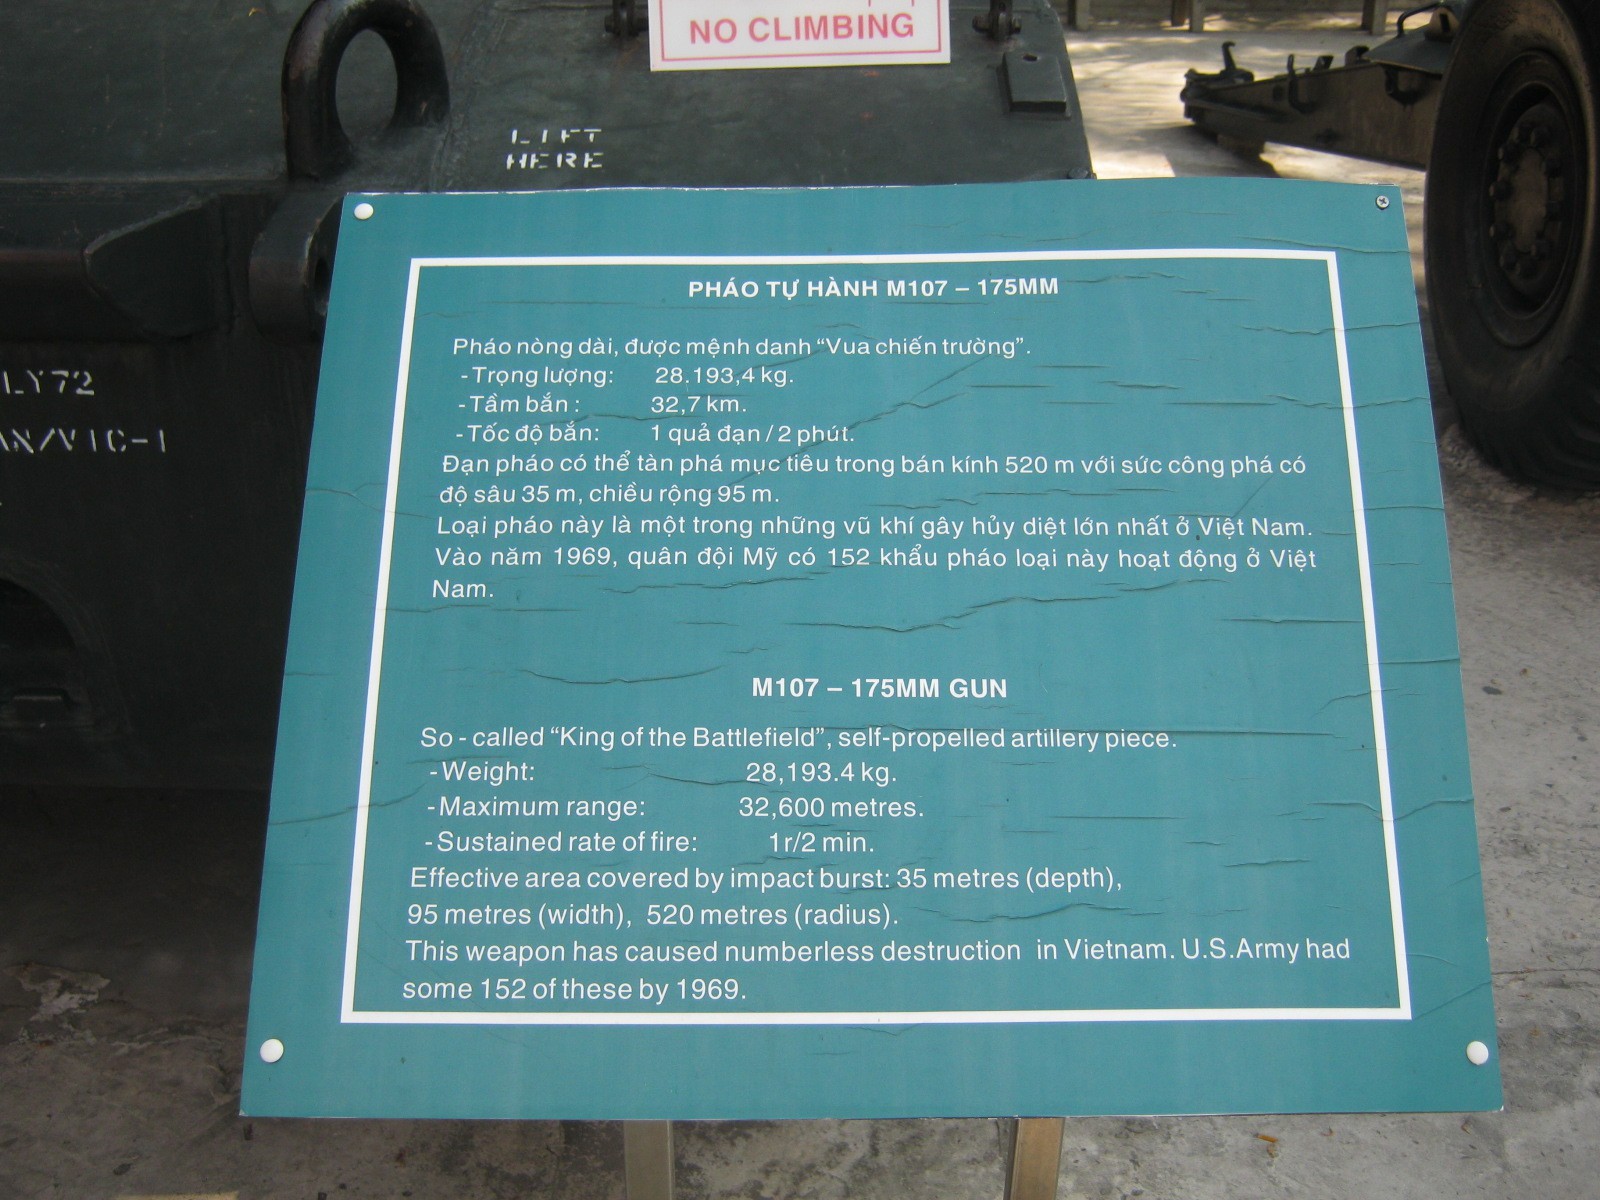 NO CLIMBING
LIFT
HERE
LY72
AN/VIC-1
PHÁO TỰ HÀNH M107 – 175MM
Pháo nòng dài, được mệnh danh “Vua chiến trường”.
- Trọng lượng: 28.193,4 kg.
- Tầm bắn : 32,7 km.
- Tốc độ bắn: 1 quả đạn / 2 phút.
Đạn pháo có thể tàn phá mục tiêu trong bán kính 520 m với sức công phá có
độ sâu 35 m, chiều rộng 95 m.
Loại pháo này là một trong những vũ khí gây hủy diệt lớn nhất ở Việt Nam.
Vào năm 1969, quân đội Mỹ có 152 khẩu pháo loại này hoạt động ở Việt
Nam.
M107 – 175MM GUN
So - called “King of the Battlefield”, self-propelled artillery piece.
- Weight: 28,193.4 kg.
- Maximum range: 32,600 metres.
- Sustained rate of fire: 1r/2 min.
Effective area covered by impact burst: 35 metres (depth),
95 metres (width), 520 metres (radius).
This weapon has caused numberless destruction in Vietnam. U.S.Army had
some 152 of these by 1969.